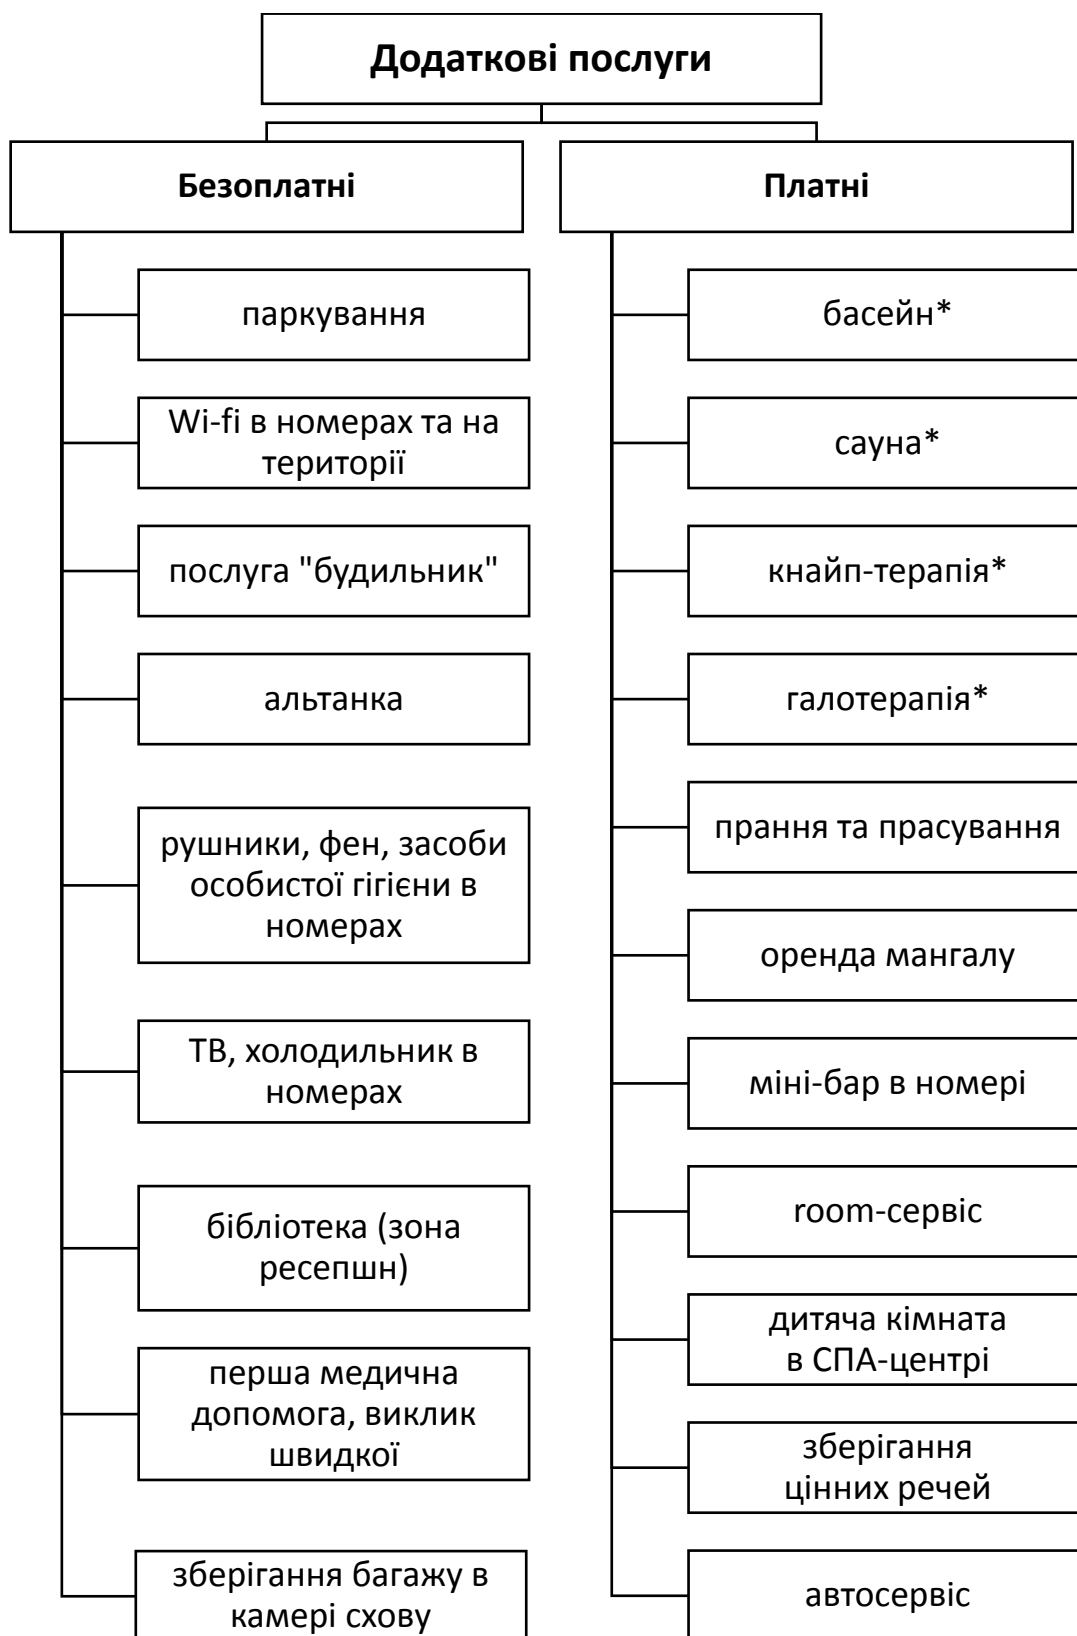 Додаткові послуги
Безоплатні
паркування
Wi-fi в номерах та на
території
послуга "будильник"
альтанка
рушники, фен, засоби
особистої гігієни в
номерах
ТВ, холодильник в
номерах
бібліотека (зона
ресепшн)
перша медична
допомога, виклик
швидкої
зберігання багажу в
камері схову
Платні
басейн*
сауна*
кнайп-терапія*
галотерапія*
прання та прасування
оренда мангалу
міні-бар в номері
room-сервіс
дитяча кімната
в СПА-центрі
зберігання
цінних речей
автосервіс